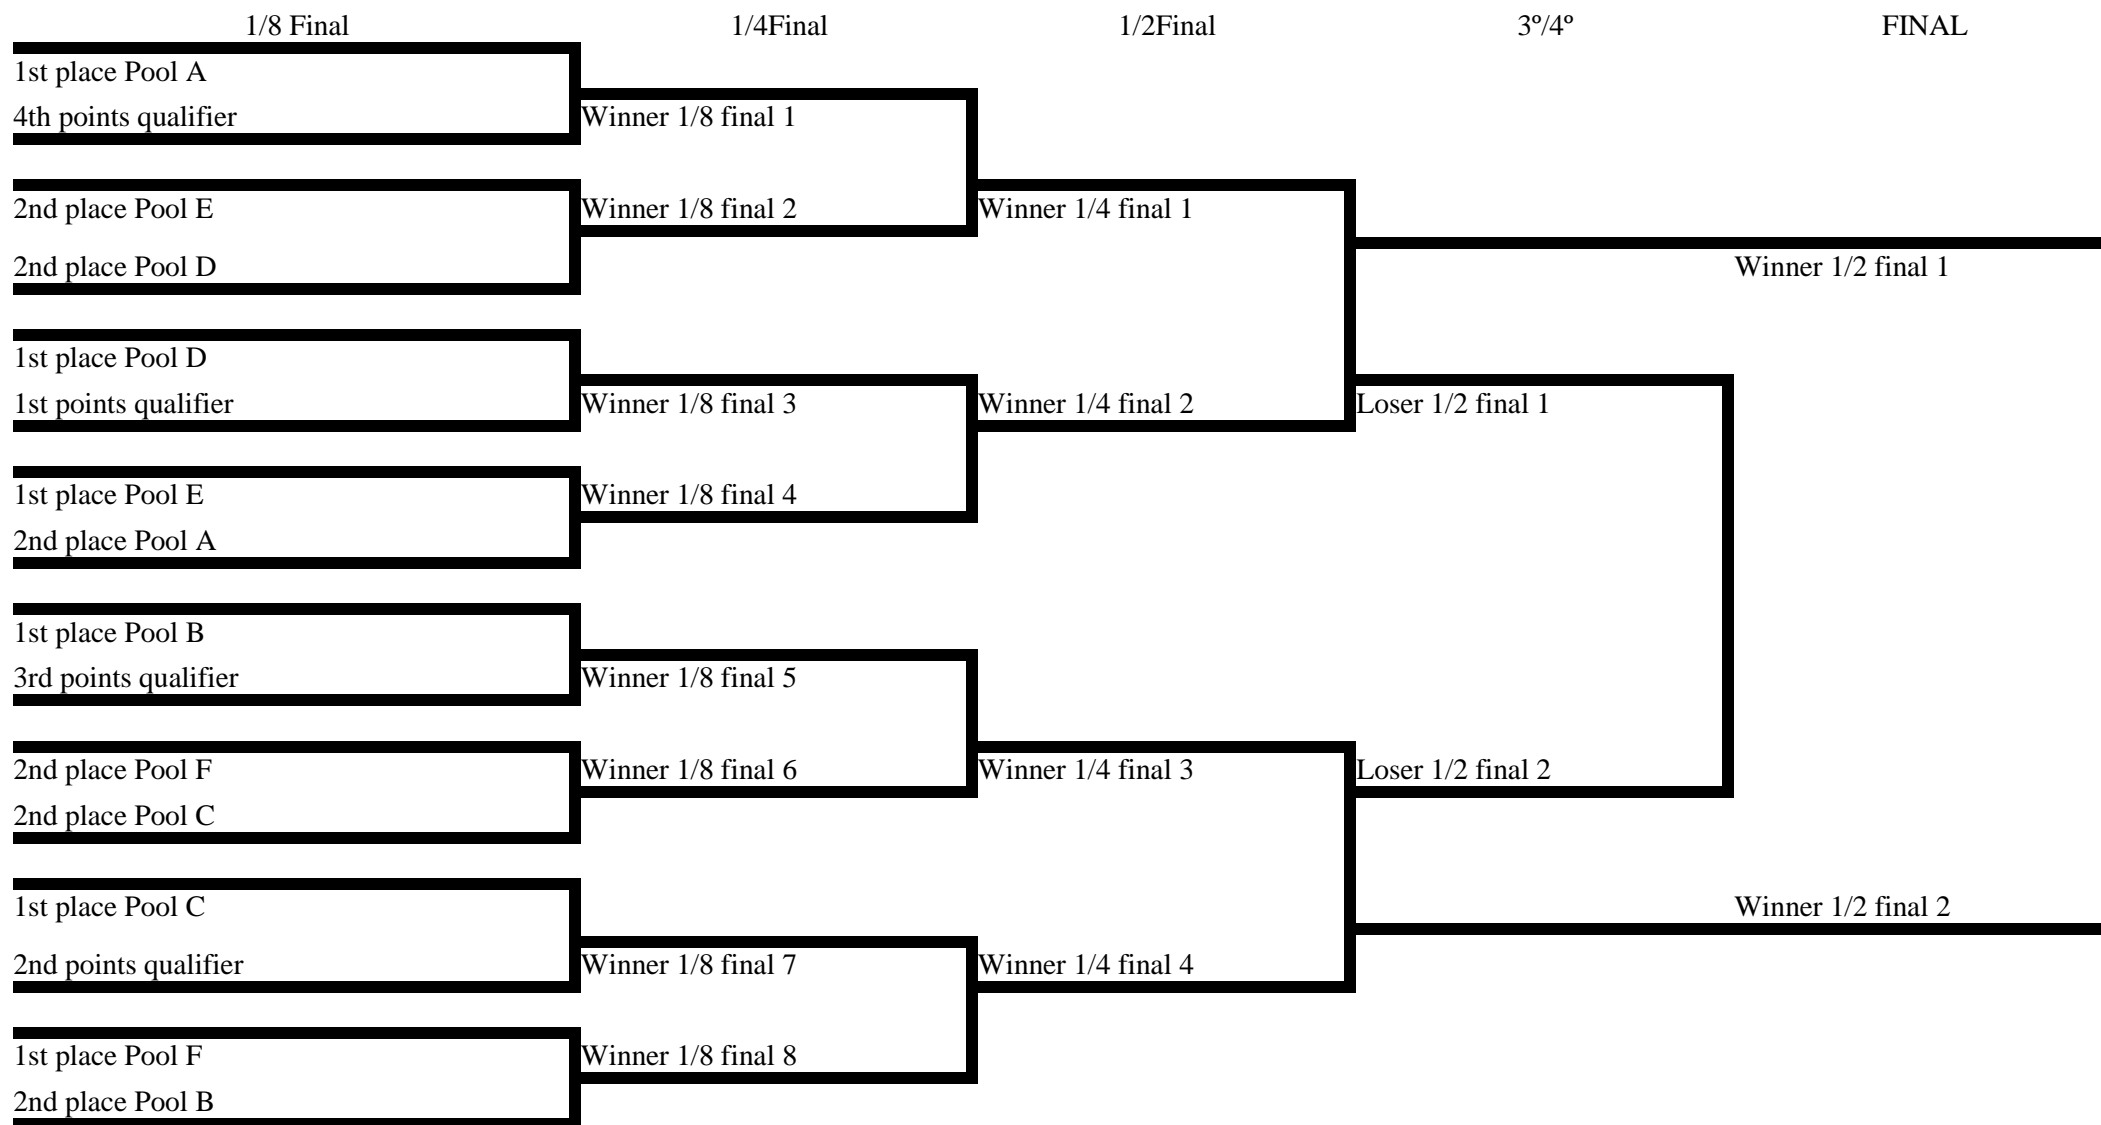 1/8 Final 1/4Final 1/2Final 3º/4º FINAL
1st place Pool A
4th points qualifier Winner 1/8 final 1
2nd place Pool E Winner 1/8 final 2 Winner 1/4 final 1
2nd place Pool D Winner 1/2 final 1
1st place Pool D
1st points qualifier Winner 1/8 final 3 Winner 1/4 final 2 Loser 1/2 final 1
1st place Pool E Winner 1/8 final 4
2nd place Pool A
1st place Pool B
3rd points qualifier Winner 1/8 final 5
2nd place Pool F Winner 1/8 final 6 Winner 1/4 final 3 Loser 1/2 final 2
2nd place Pool C
1st place Pool C Winner 1/2 final 2
2nd points qualifier Winner 1/8 final 7 Winner 1/4 final 4
1st place Pool F Winner 1/8 final 8
2nd place Pool B